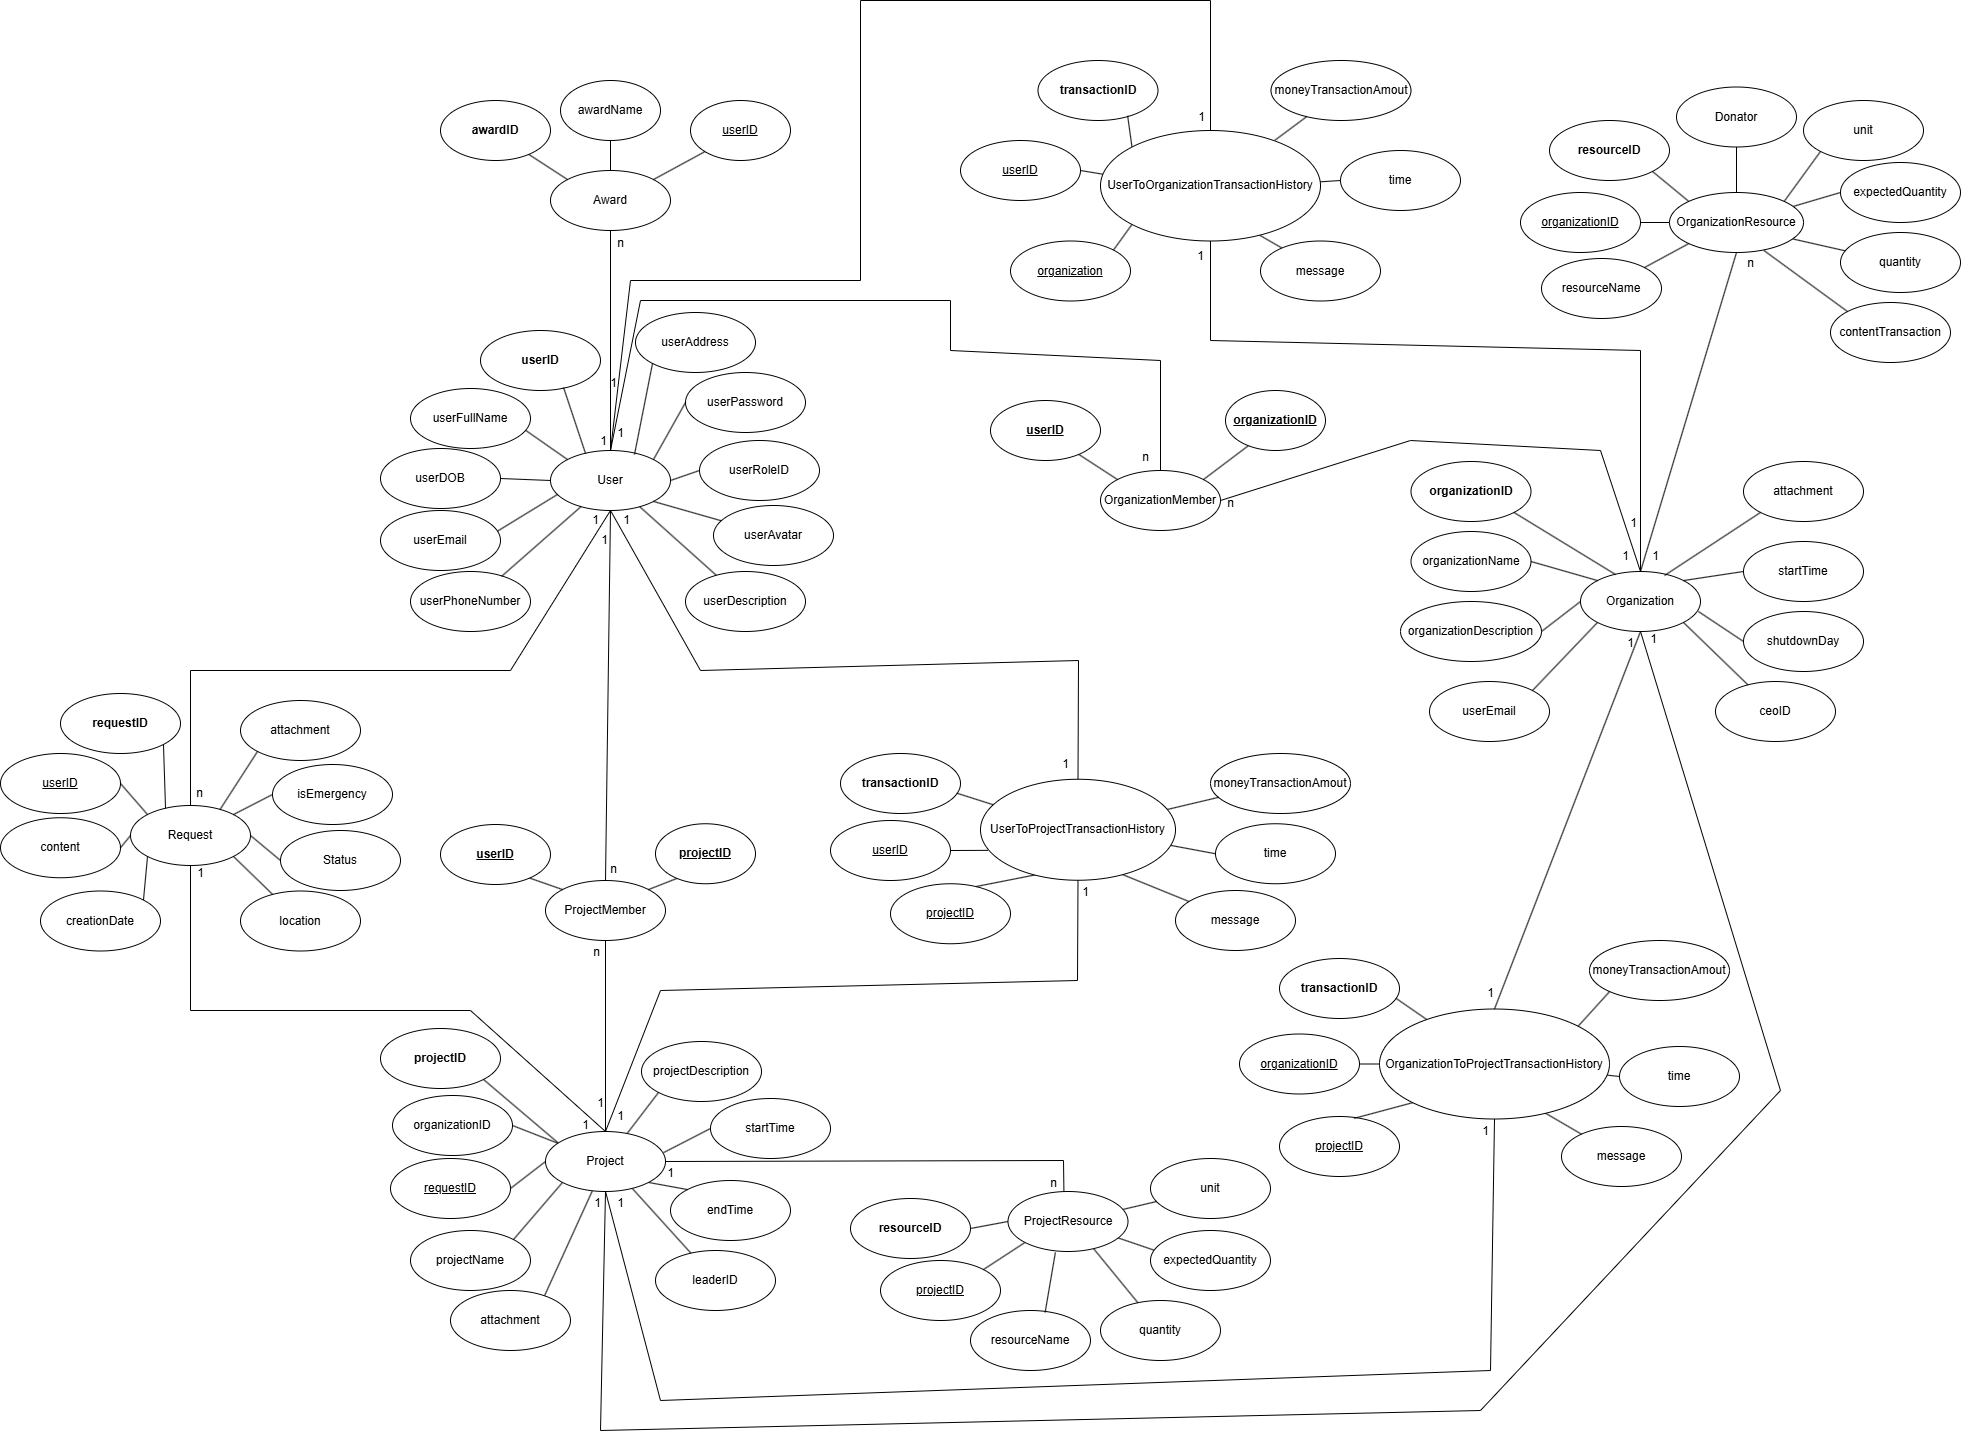 transactionID
moneyTransactionAmout
awardID
awardName
userID
1
userID
UserToOrganizationTransactionHistory
time
organization
message
1
Award
n
resourceID
Donator
unit
organizationID
OrganizationResource
expectedQuantity
resourceName
quantity
n
contentTransaction
userID
userAddress
userFullName
userPassword
1
1
1
userDOB
User
userRoleID
userEmail
userAvatar
userPhoneNumber
userDescription
1
1
1
userID
organizationID
n
OrganizationMember
n
organizationID
attachment
1
1
1
organizationName
startTime
Organization
organizationDescription
shutdownDay
1
1
userEmail
ceoID
requestID
attachment
userID
isEmergency
n
content
Request
Status
1
creationDate
location
userID
projectID
n
ProjectMember
n
1
transactionID
moneyTransactionAmout
userID
UserToProjectTransactionHistory
time
projectID
message
1
transactionID
moneyTransactionAmout
1
organizationID
OrganizationToProjectTransactionHistory
time
projectID
message
1
projectID
projectDescription
1
1
1
organizationID
startTime
Project
1
requestID
endTime
1
1
projectName
leaderID
attachment
n
resourceID
ProjectResource
unit
projectID
expectedQuantity
resourceName
quantity